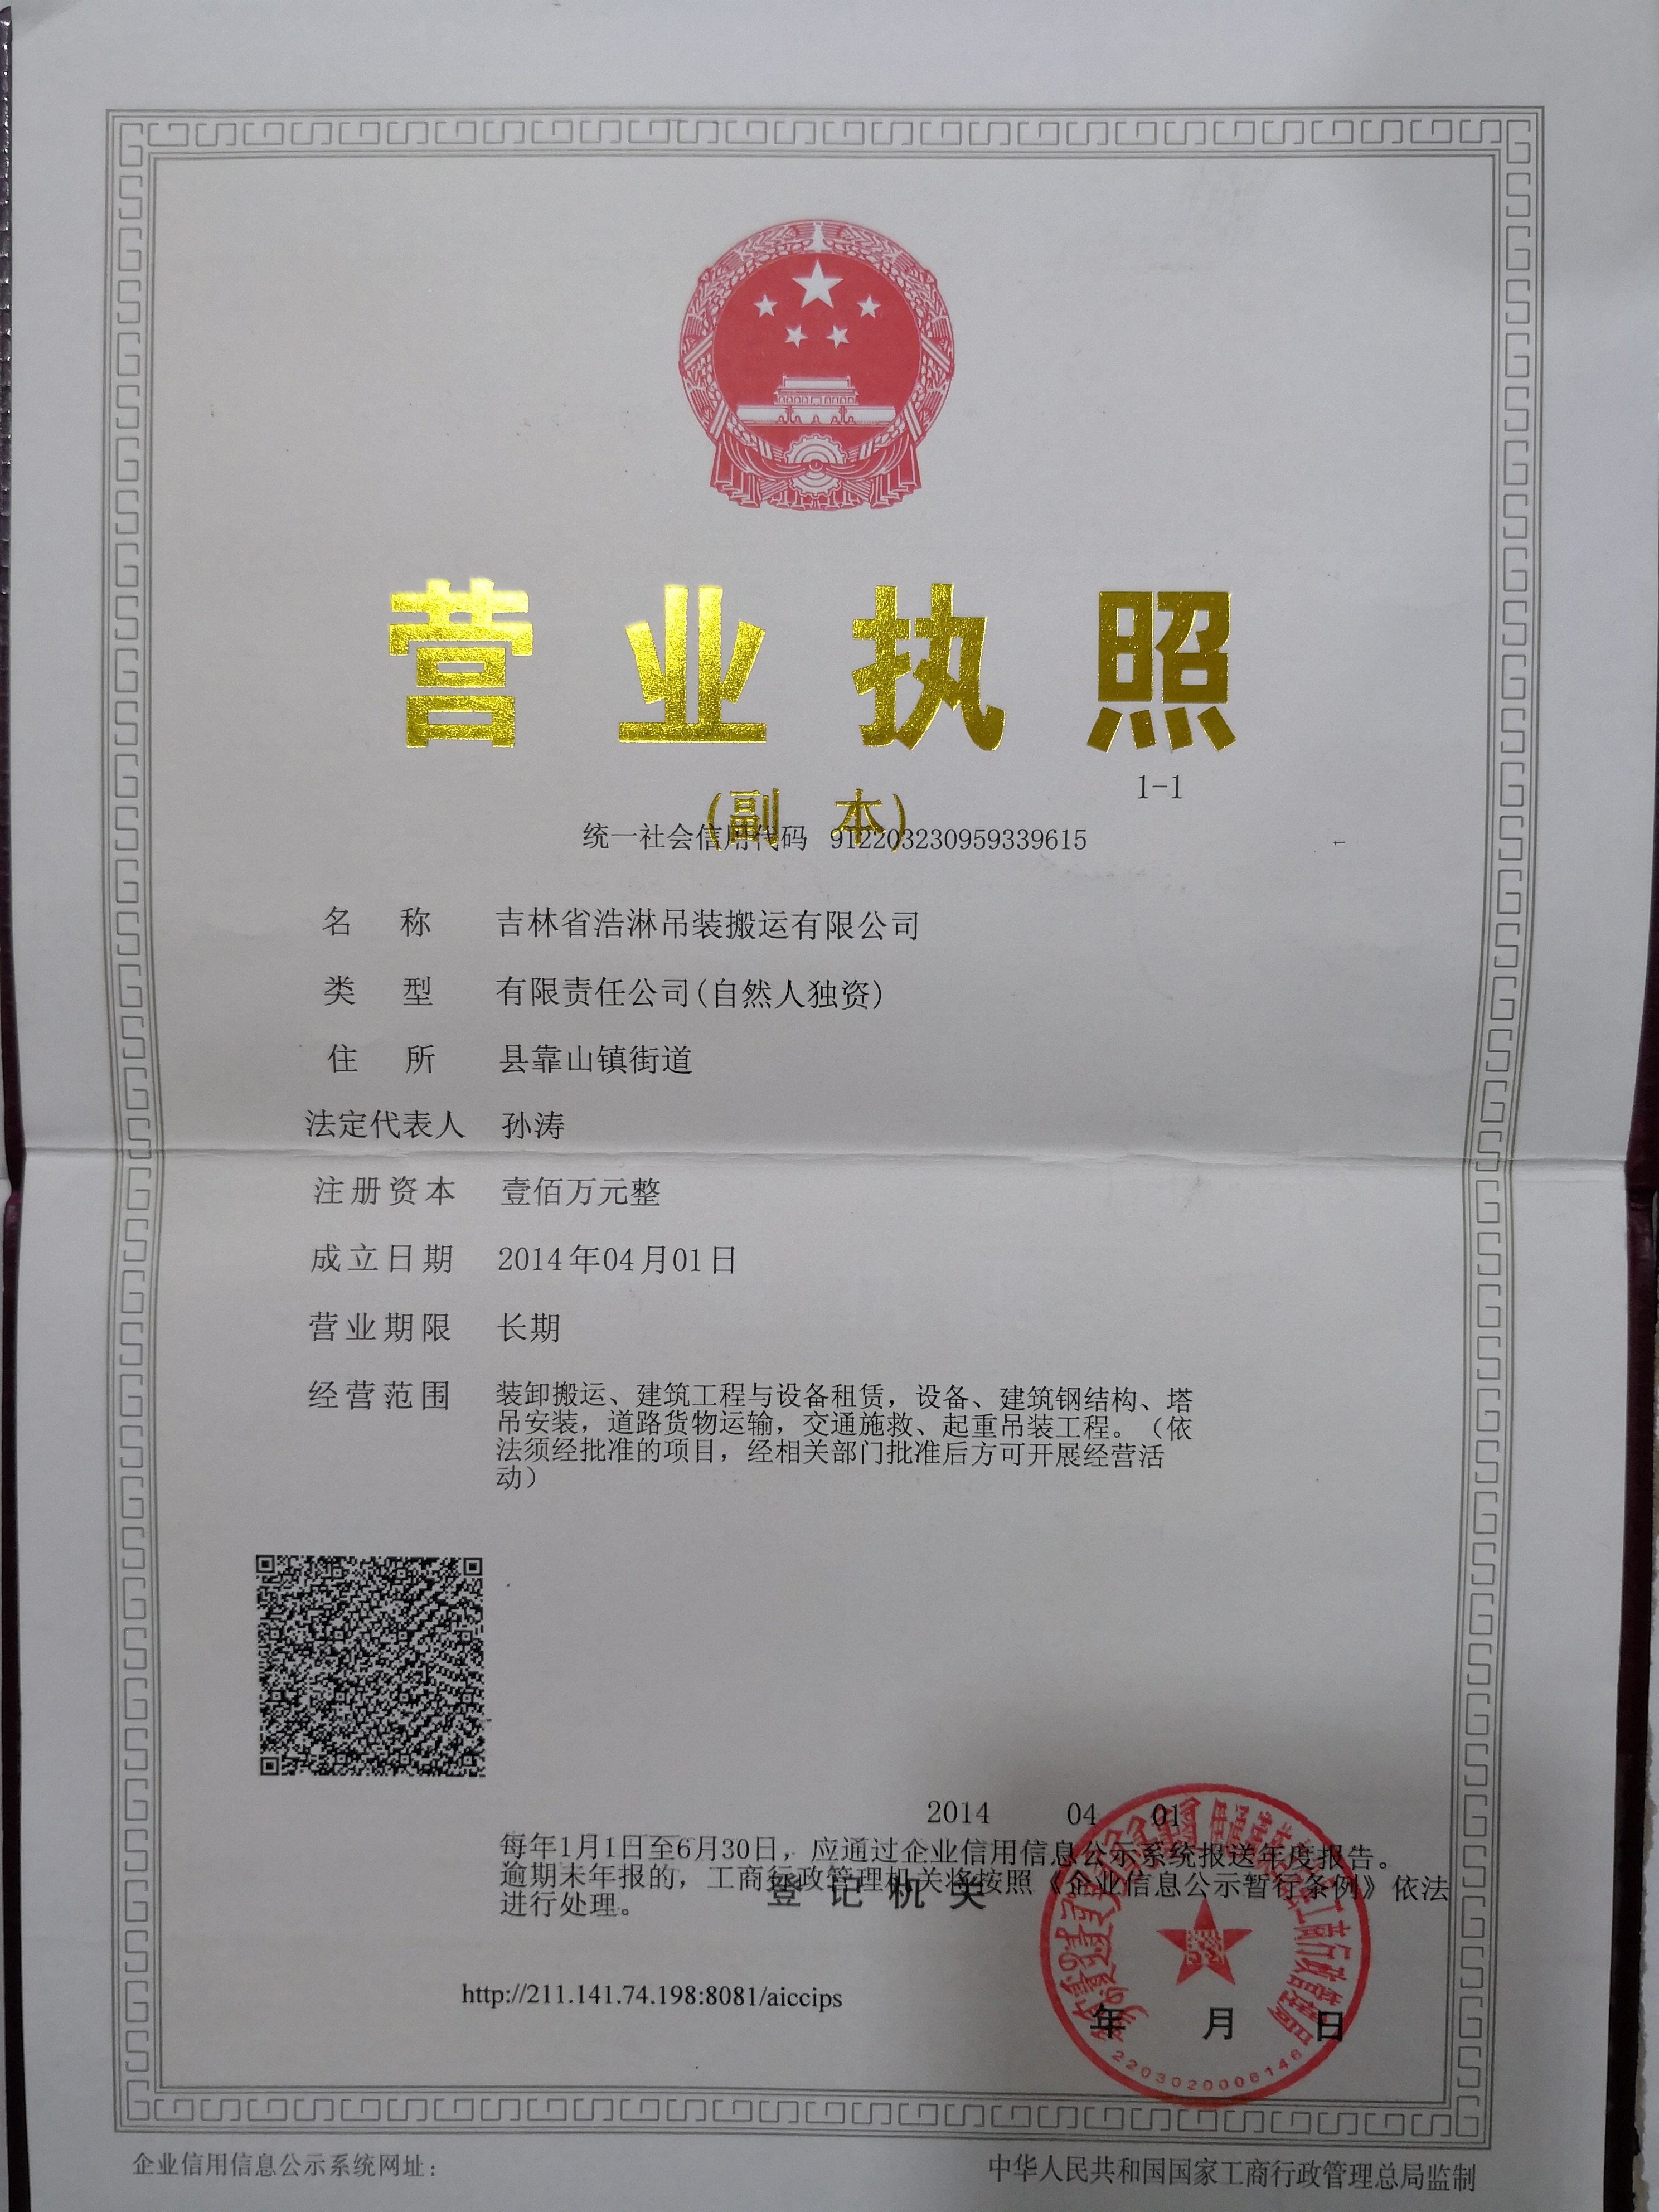 营业执照
(副 本)
1-1
统一社会信用代码 912203230959339615
名 称 吉林省浩淋吊装搬运有限公司
类 型 有限责任公司(自然人独资)
住 所 县靠山镇街道
法定代表人 孙涛
注册资本 壹佰万元整
成立日期 2014年04月01日
营业期限 长期
经营范围 装卸搬运、建筑工程与设备租赁，设备、建筑钢结构、塔
吊安装，道路货物运输，交通施救、起重吊装工程。（依
法须经批准的项目，经相关部门批准后方可开展经营活
动）
2014 04 01
每年1月1日至6月30日，应通过企业信用信息公示系统报送年度报告。
逾期未年报的，工商行政管理机关将按照《企业信息公示暂行条例》依法
进行处理。
登记机关
http://211.141.74.198:8081/aiccips
年 月 日
2203020006146
企业信用信息公示系统网址：
中华人民共和国国家工商行政管理总局监制